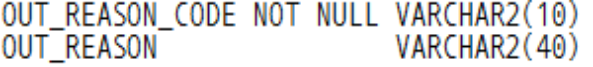 OUT_REASON_CODE NOT NULL VARCHAR2(10)
OUT_REASON VARCHAR2(40)